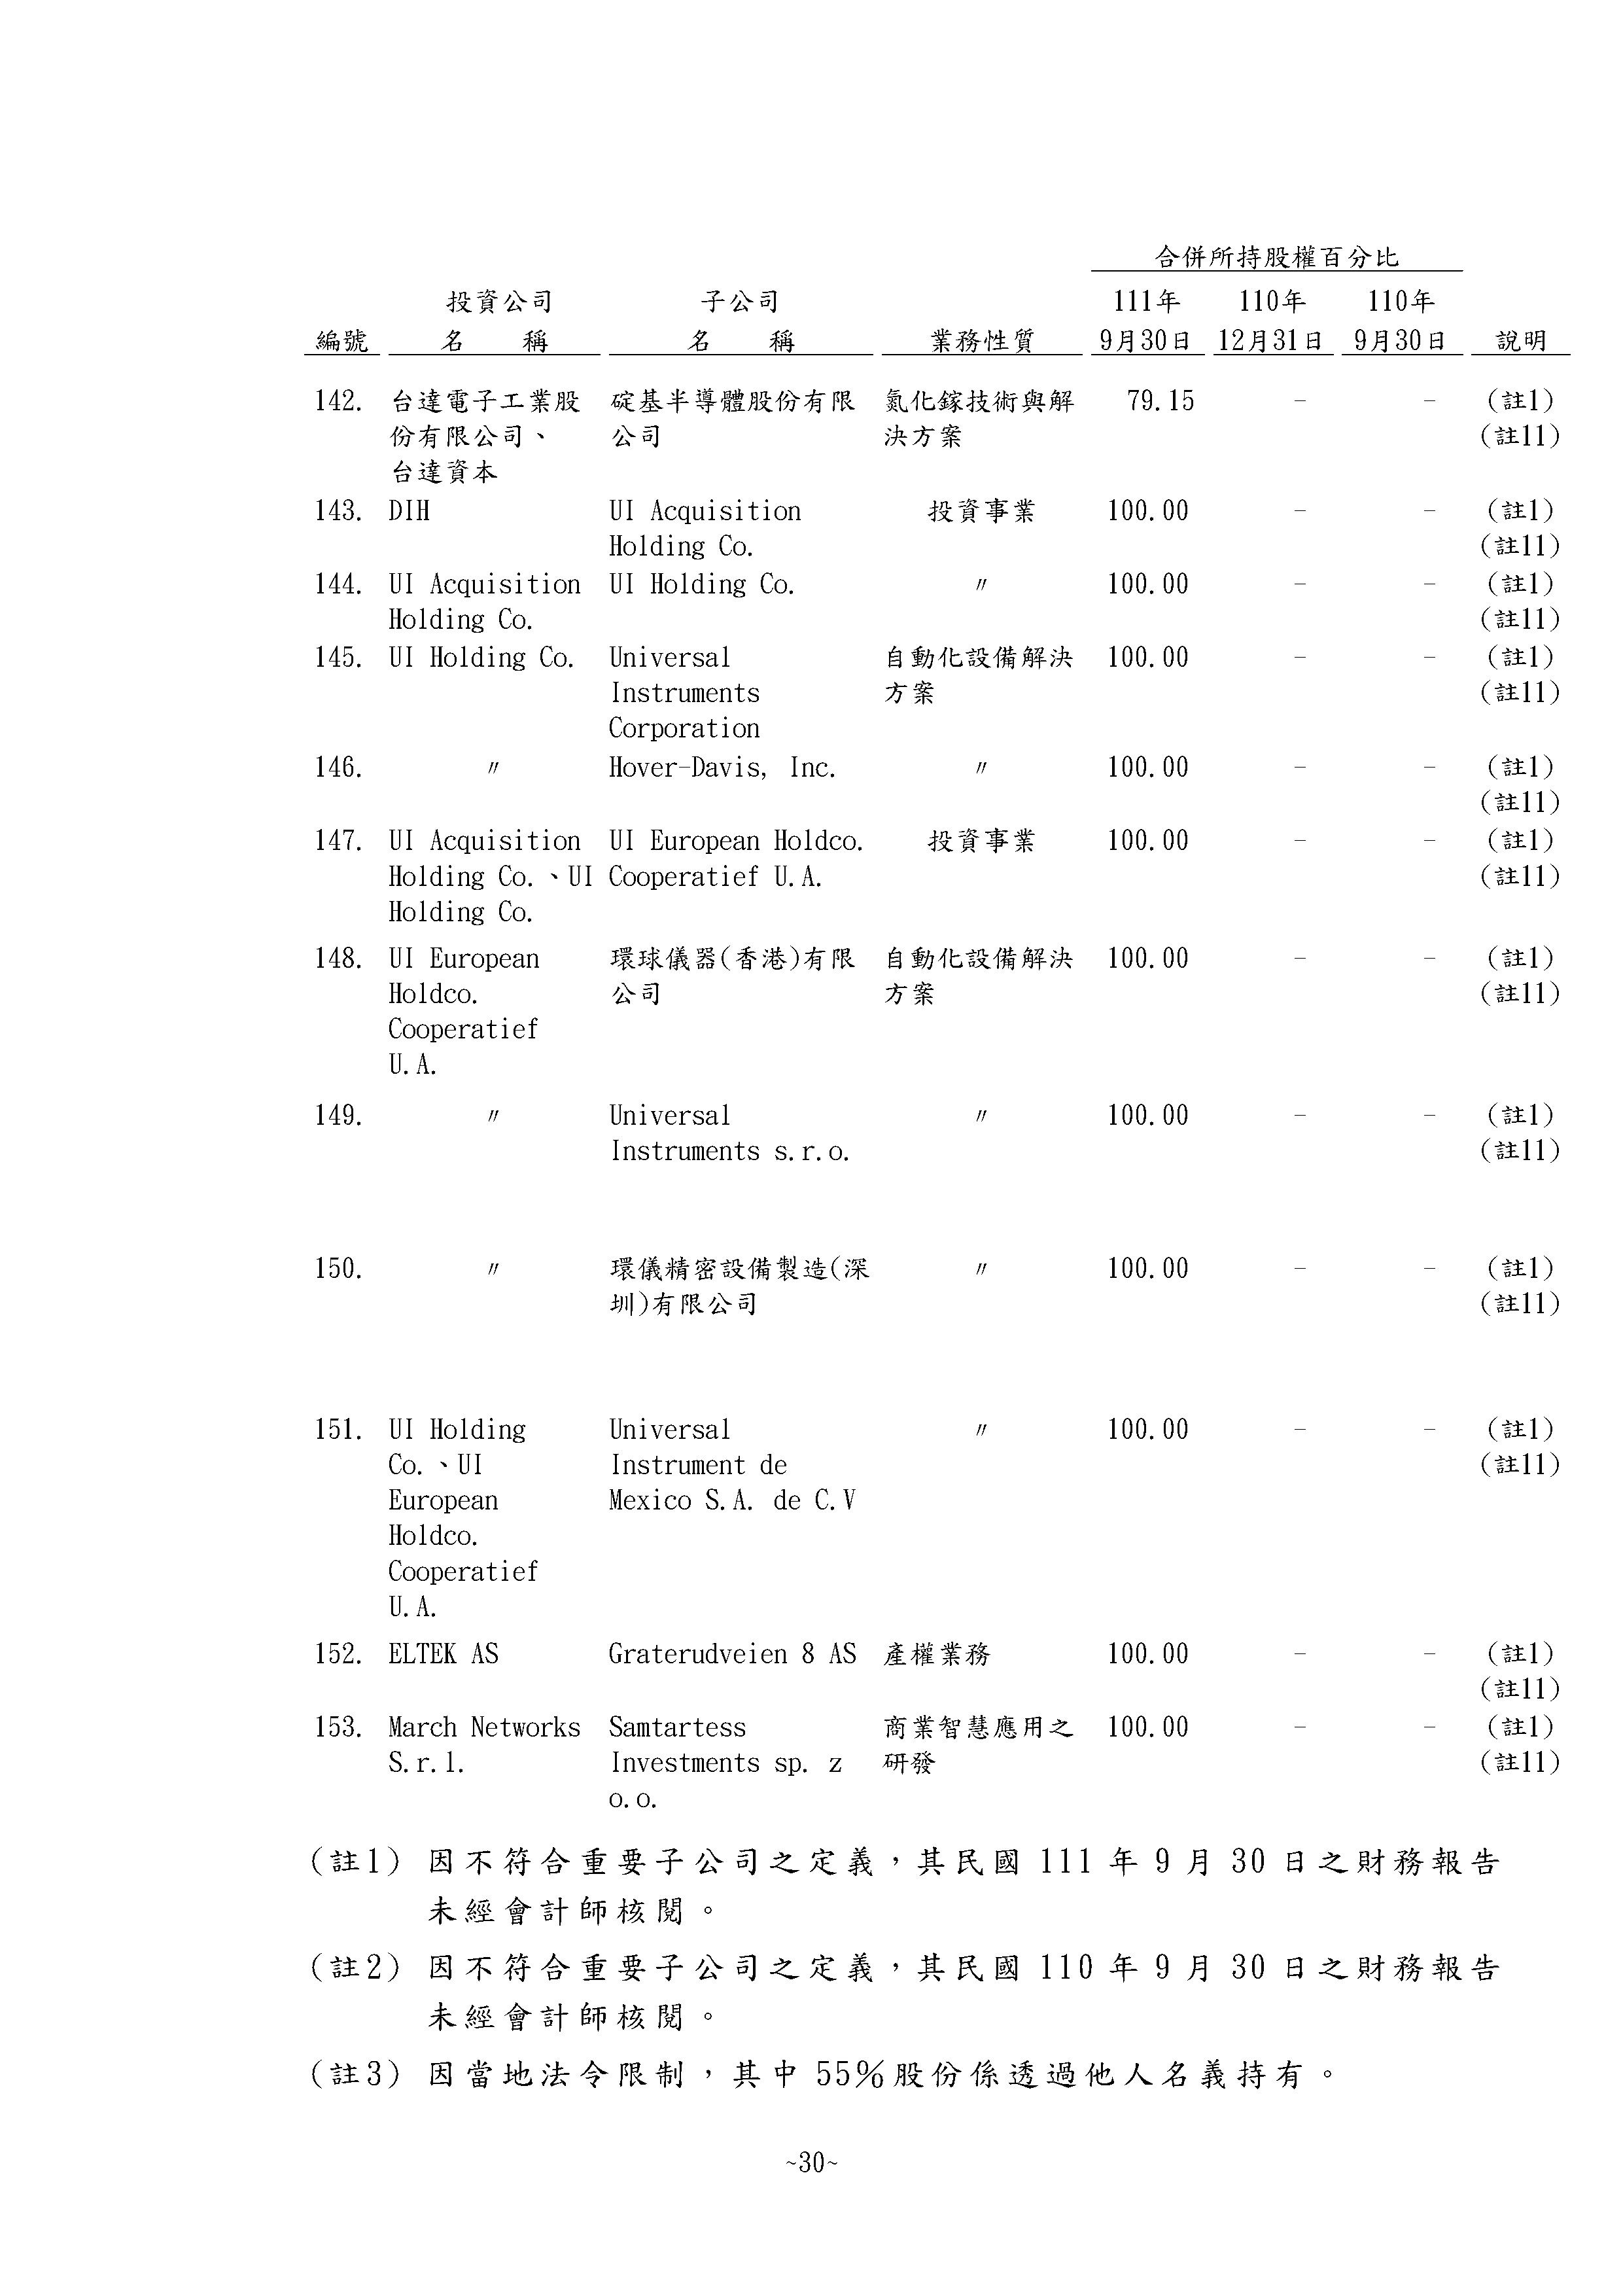 合併所持股權百分比
投資公司 子公司 111年 110年 110年
編號 名 稱 名 稱 業務性質 9月30日 12月31日 9月30日 說明
142. 台達電子工業股 碇基半導體股份有限 氮化鎵技術與解 79.15 - - (註1)
份有限公司、 公司 決方案 (註11)
台達資本
143. DIH UI Acquisition 投資事業 100.00 - - (註1)
Holding Co. (註11)
144. UI Acquisition UI Holding Co. 〃 100.00 - - (註1)
Holding Co. (註11)
145. UI Holding Co. Universal 自動化設備解決 100.00 - - (註1)
Instruments 方案 (註11)
Corporation
146. 〃 Hover-Davis, Inc. 〃 100.00 - - (註1)
(註11)
147. UI Acquisition UI European Holdco. 投資事業 100.00 - - (註1)
Holding Co.、UI Cooperatief U.A. (註11)
Holding Co.
148. UI European 環球儀器(香港)有限 自動化設備解決 100.00 - - (註1)
Holdco. 公司 方案 (註11)
Cooperatief
U.A.
149. 〃 Universal 〃 100.00 - - (註1)
Instruments s.r.o. (註11)
150. 〃 環儀精密設備製造(深 〃 100.00 - - (註1)
圳)有限公司 (註11)
151. UI Holding Universal 〃 100.00 - - (註1)
Co.、UI Instrument de (註11)
European Mexico S.A. de C.V
Holdco.
Cooperatief
U.A.
152. ELTEK AS Graterudveien 8 AS 產權業務 100.00 - - (註1)
(註11)
153. March Networks Samtartess 商業智慧應用之 100.00 - - (註1)
S.r.l. Investments sp. z 研發 (註11)
o.o.
(註1) 因不符合重要子公司之定義，其民國 111 年 9 月 30 日之財務報告
未經會計師核閱。
(註2) 因不符合重要子公司之定義，其民國 110 年 9 月 30 日之財務報告
未經會計師核閱。
(註3) 因當地法令限制，其中 55%股份係透過他人名義持有。
~30~